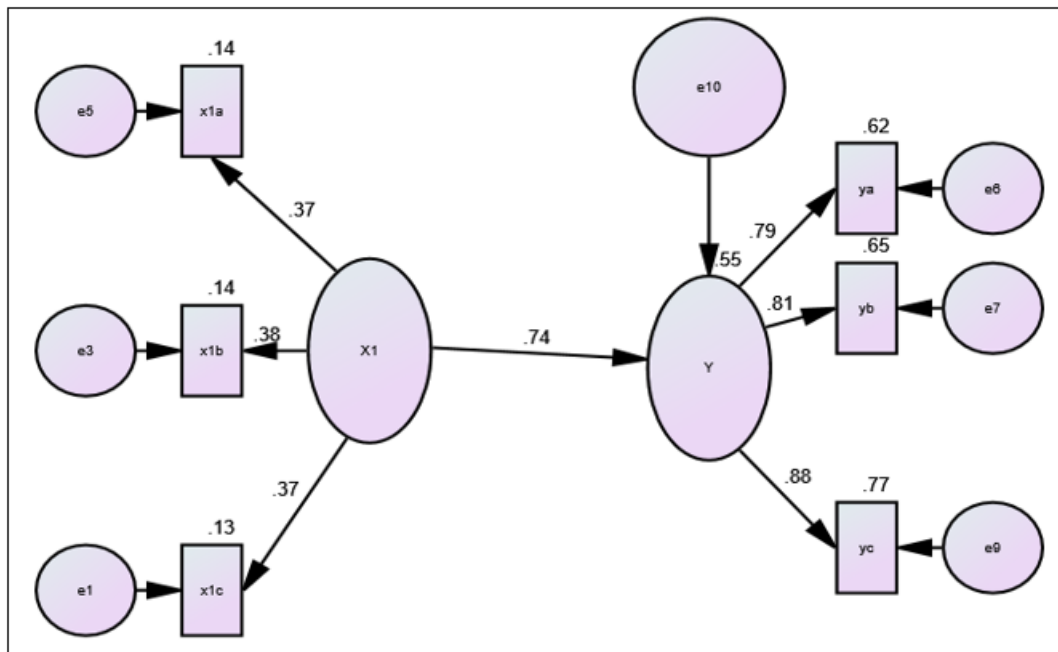 .14
e5
x1a
.37
.14
e3
x1b
.38
X1
.37
.13
e1
x1c
.74
e10
.55
Y
.79
.62
ya
e6
.81
.65
yb
e7
.88
.77
yc
e9